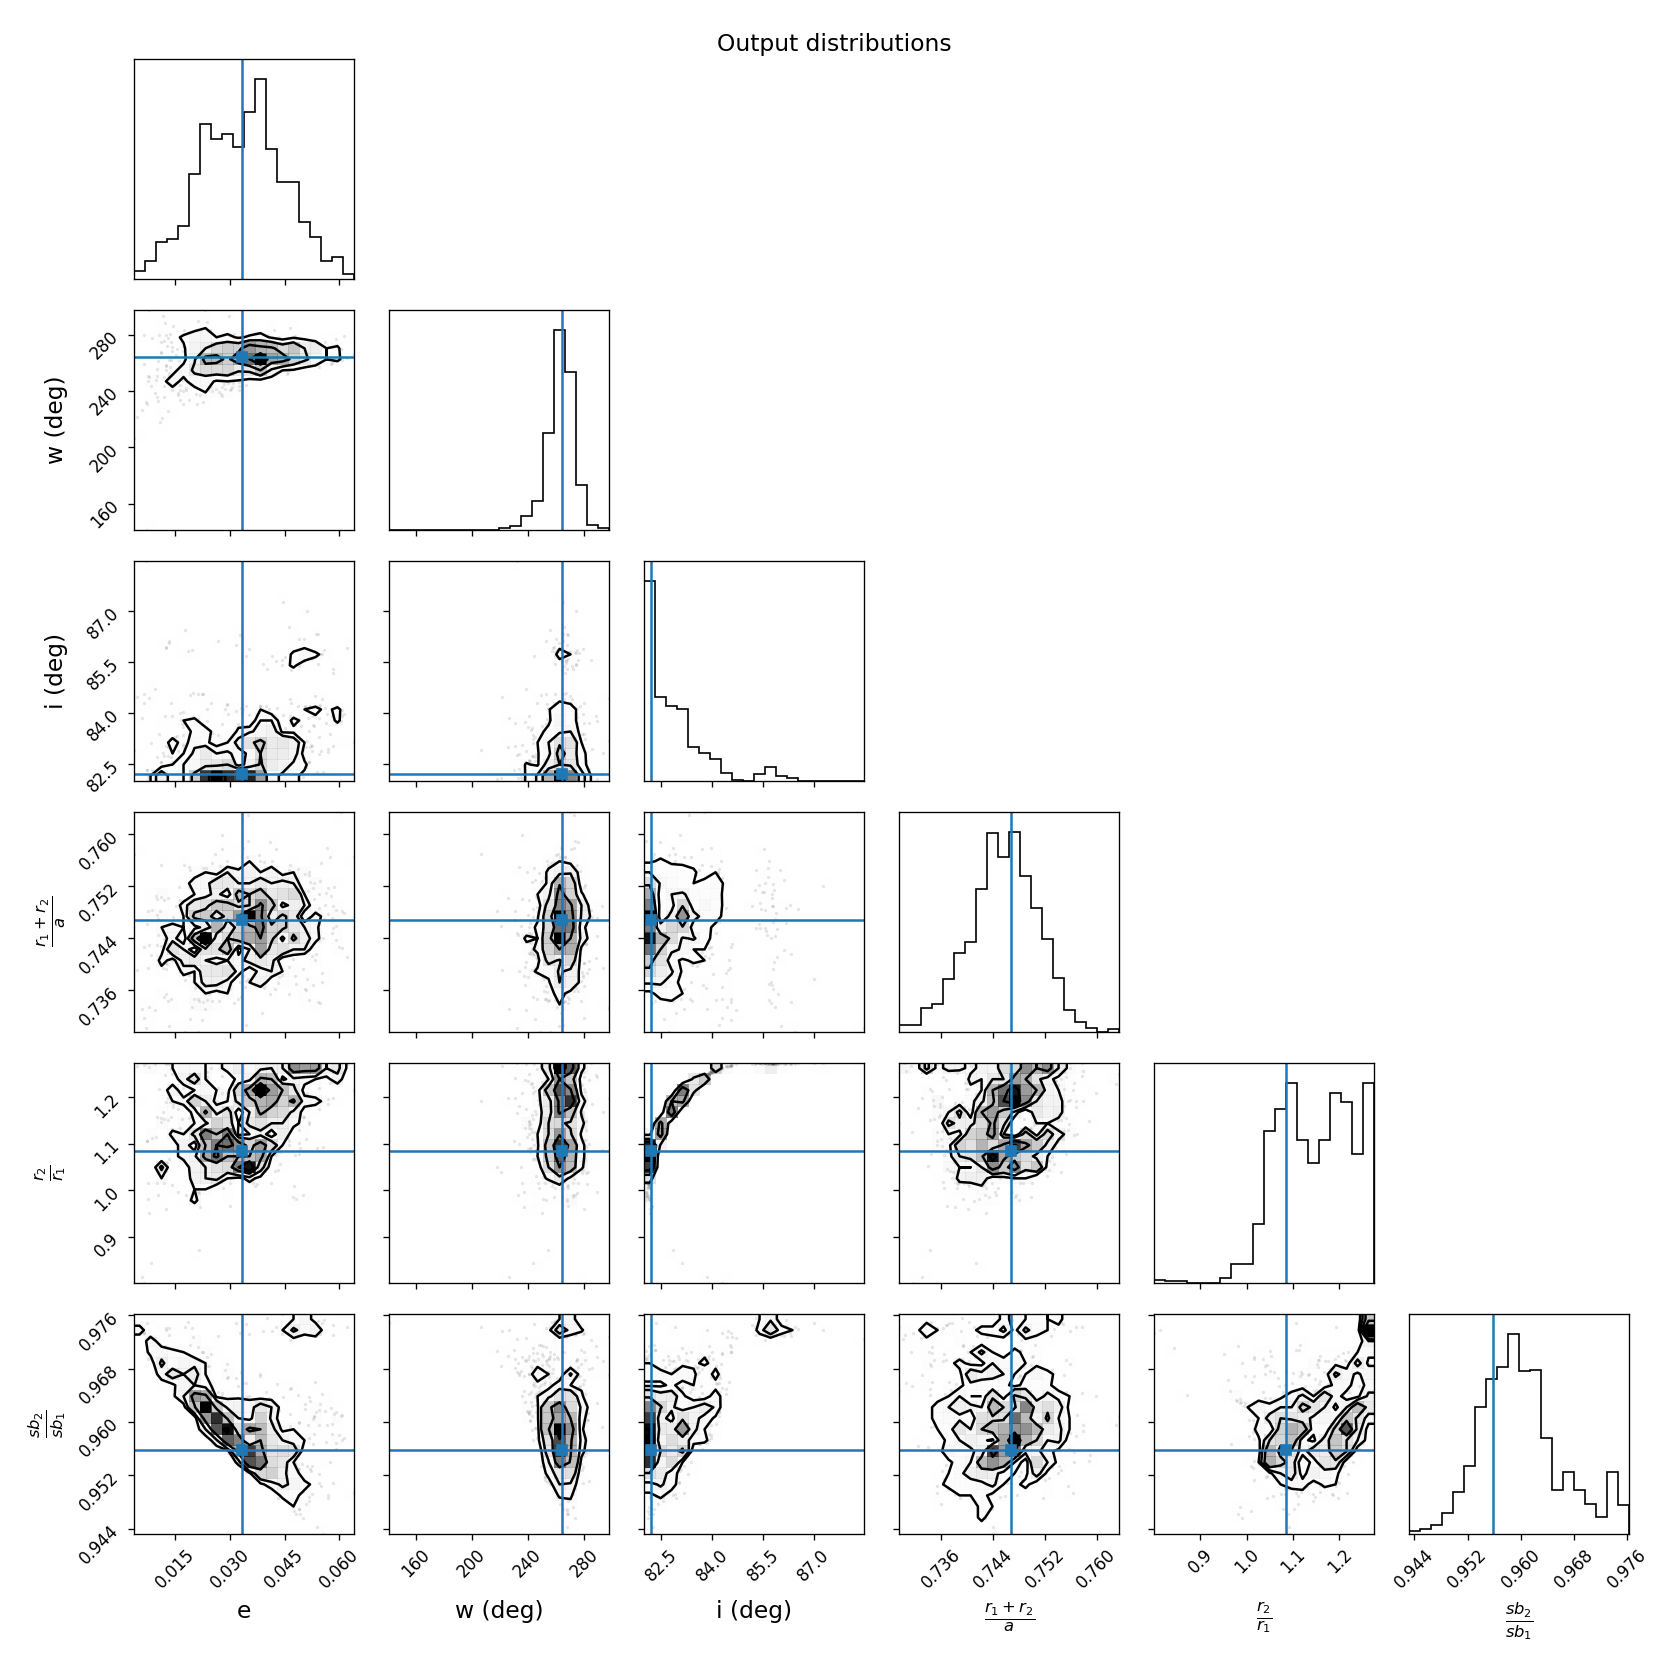 Output distributions
280
240
200
160
w (deg)
87.0
85.5
84.0
82.5
i (deg)
0.760
0.752
0.744
0.736
r₁ + r₂
a
1.2
1.1
1.0
0.9
r₂
r₁
0.976
0.968
0.960
0.952
0.944
sb₂
sb₁
0.015 0.030 0.045 0.060 160 200 240 280 82.5 84.0 85.5 87.0 0.736 0.744 0.752 0.760 0.9 1.0 1.1 1.2 0.944 0.952 0.960 0.968 0.976
e w (deg) i (deg) r₁ + r₂ r₂ sb₂
a r₁ sb₁